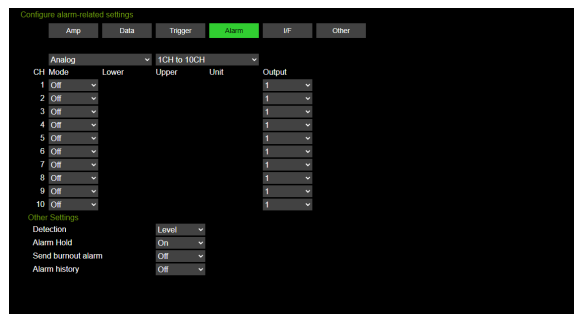 Configure alarm-related settings
Amp Data Trigger Alarm I/F Other
Analog 1CH to 10CH
CH Mode Lower Upper Unit Output
1 Off 1
2 Off 1
3 Off 1
4 Off 1
5 Off 1
6 Off 1
7 Off 1
8 Off 1
9 Off 1
10 Off 1
Other Settings
Detection Level
Alarm Hold On
Send burnout alarm Off
Alarm history Off